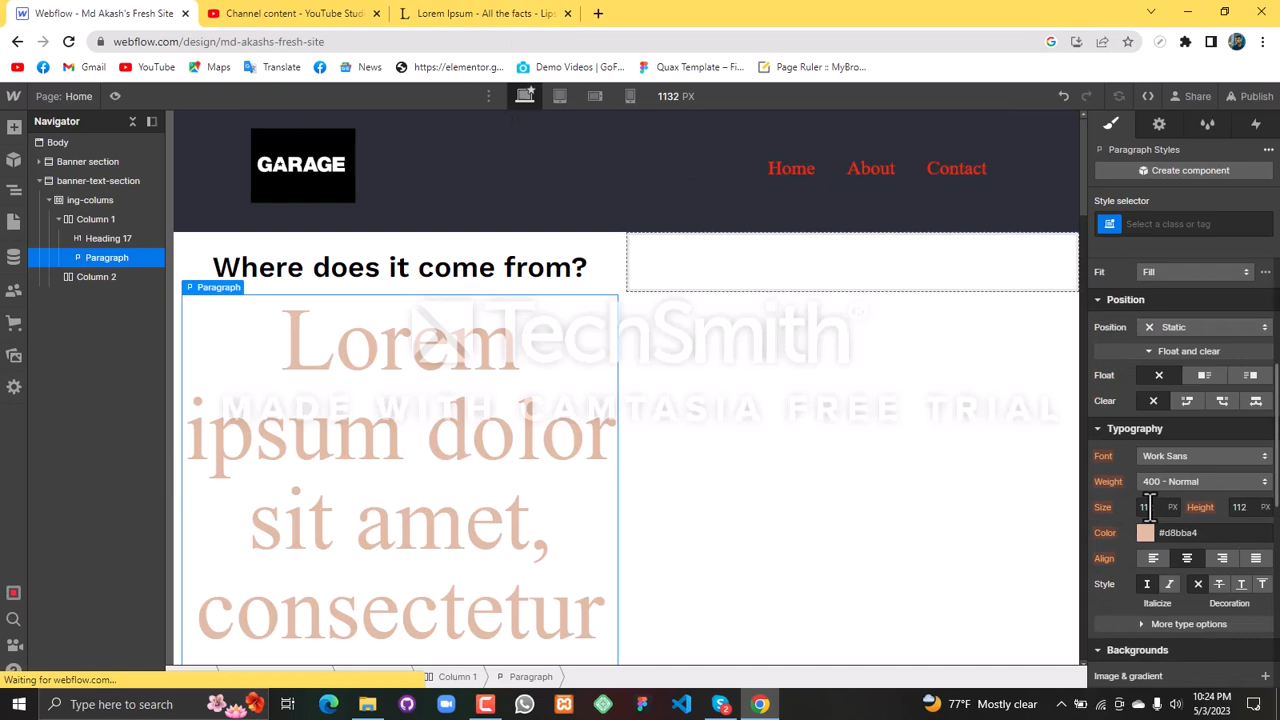 Webflow - Md Akash's Fresh Site
Channel content - YouTube Stud
Lorem Ipsum - All the facts - Lips
webflow.com/design/md-akashs-fresh-site
Gmail
YouTube
Maps
Translate
News
https://elementor.g...
Demo Videos | GoF...
Quax Template – Fi...
Page Ruler :: MyBro...
Page: Home
1132 PX
Share
Publish
Navigator
Body
Banner section
banner-text-section
ing-colums
Column 1
Heading 17
Paragraph
Column 2
GARAGE
Home About Contact
Where does it come from?
Paragraph
Lorem
ipsum dolor
sit amet,
consectetur
TechSmith®
MADE WITH CAMTASIA FREE TRIAL
Paragraph Styles
Create component
Style selector
Select a class or tag
Fit Fill
Position
Position Static
Float and clear
Float
Clear
Typography
Font Work Sans
Weight 400 - Normal
Size 11 PX Height 112 PX
Color #d8bba4
Align
Style
Italicize Decoration
More type options
Backgrounds
Image & gradient
Waiting for webflow.com...
Column 1 Paragraph
Type here to search
77°F Mostly clear
10:24 PM
5/3/2023